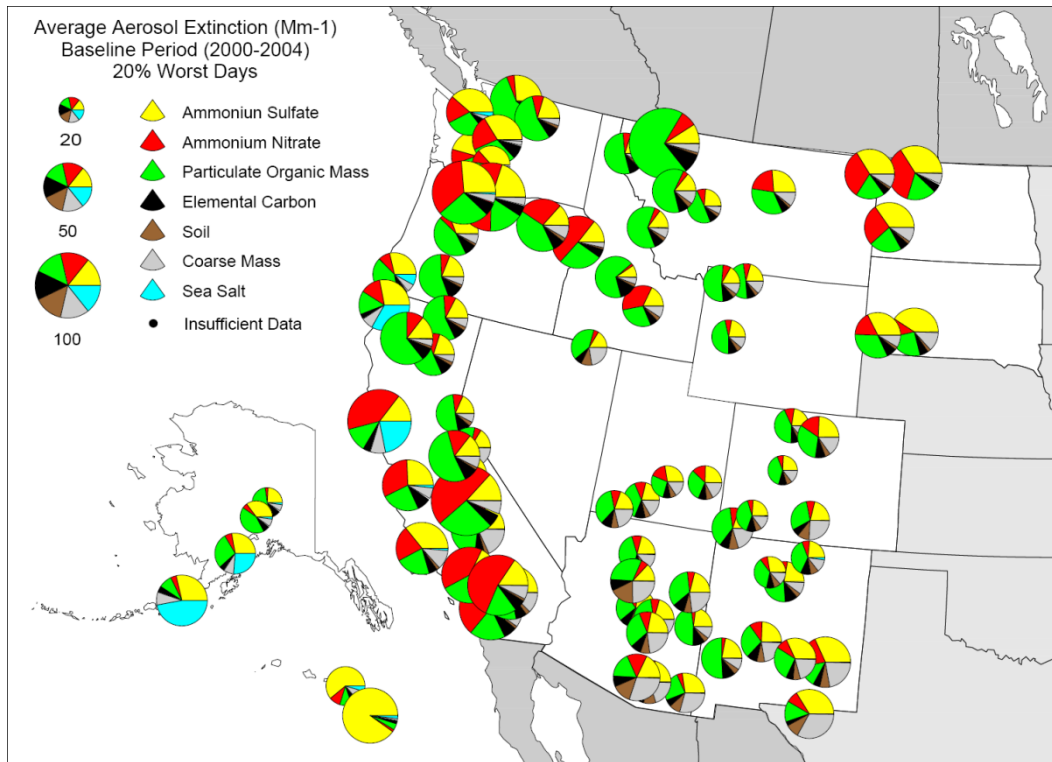 Average Aerosol Extinction (Mm-1)
Baseline Period (2000-2004)
20% Worst Days
20
50
100
Ammoniun Sulfate
Ammonium Nitrate
Particulate Organic Mass
Elemental Carbon
Soil
Coarse Mass
Sea Salt
Insufficient Data